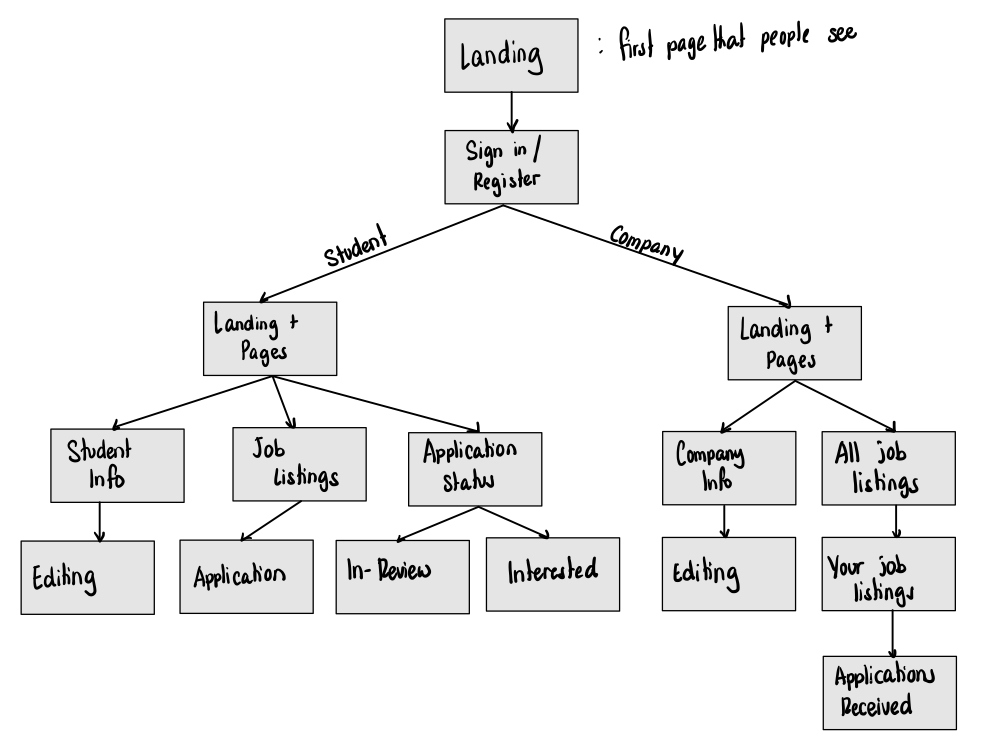 Landing
: first page that people see
Sign in /
Register
Student
Company
Landing +
Pages
Landing +
Pages
Student
Info
Job
Listings
Application
Status
Company
Info
All job
listings
Editing
Application
In-Review
Interested
Editing
Your job
listings
Applications
Received